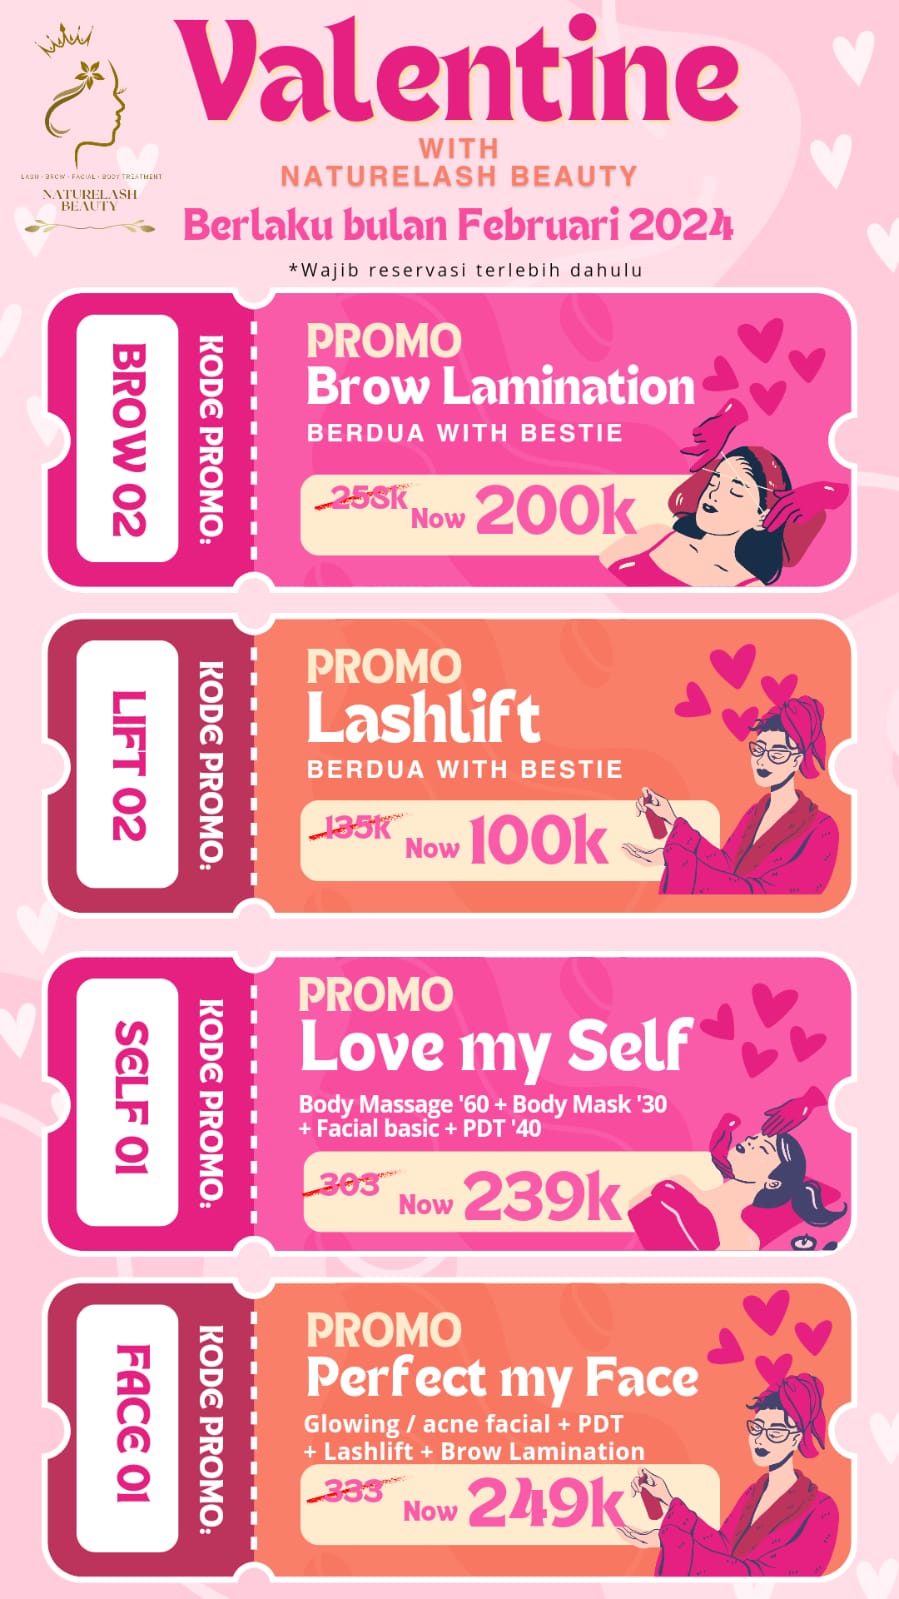 Valentine
WITH
NATURELASH BEAUTY
LASH · BROW · FACIAL · BODY TREATMENT
NATURELASH
BEAUTY
Berlaku bulan Februari 2024
*Wajib reservasi terlebih dahulu
KODE PROMO:
BROW 02
PROMO
Brow Lamination
BERDUA WITH BESTIE
258k Now 200k
KODE PROMO:
LIFT 02
PROMO
Lashlift
BERDUA WITH BESTIE
135k Now 100k
KODE PROMO:
SELF 01
PROMO
Love my Self
Body Massage '60 + Body Mask '30
+ Facial basic + PDT '40
303 Now 239k
KODE PROMO:
FACE 01
PROMO
Perfect my Face
Glowing / acne facial + PDT
+ Lashlift + Brow Lamination
333 Now 249k